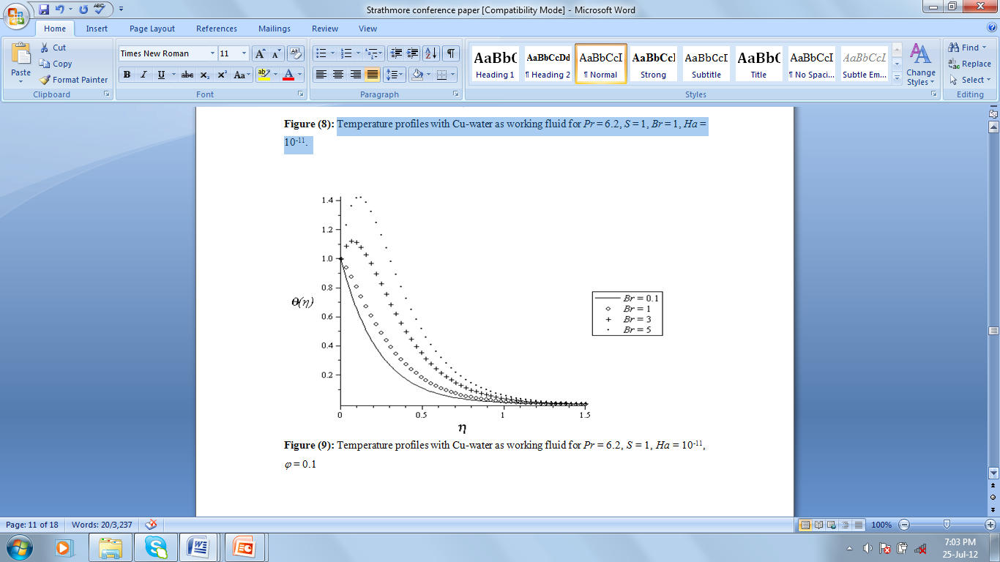 Strathmore conference paper [Compatibility Mode] - Microsoft Word
Home Insert Page Layout References Mailings Review View
Paste
Cut
Copy
Format Painter
Clipboard
Times New Roman 11
B I U abc x₂ x² Aa
Font
Paragraph
AaBbC AaBbCcDd AaBbCcI AaBbCcI AaBbCcI AaBbC AaBbCcI AaBbCcI
Heading 1 ¶ Heading 2 ¶ Normal Strong Subtitle Title ¶ No Spaci... Subtle Em...
Styles
Change
Styles
Find
Replace
Select
Editing
Figure (8): Temperature profiles with Cu-water as working fluid for Pr = 6.2, S = 1, Br = 1, Ha =
10⁻¹¹.
1.4
1.2
1.0
0.8
θ(η)
0.6
0.4
0.2
0 0.5 1 1.5
η
Br = 0.1
Br = 1
Br = 3
Br = 5
Figure (9): Temperature profiles with Cu-water as working fluid for Pr = 6.2, S = 1, Ha = 10⁻¹¹,
φ = 0.1
Page: 11 of 18 Words: 20/3,237 100%
7:03 PM
25-Jul-12